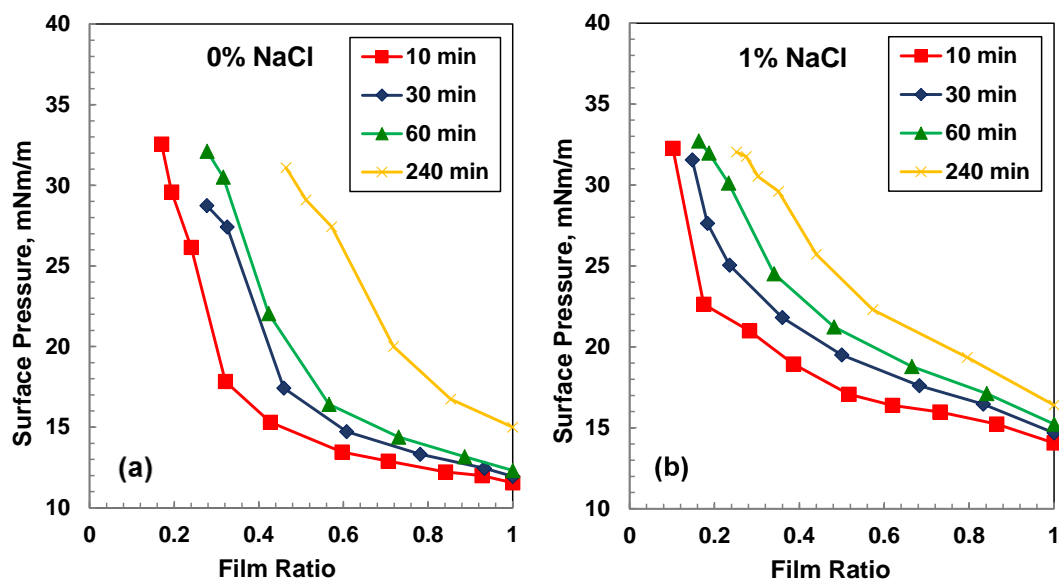 0% NaCl
10 min
30 min
60 min
240 min
Surface Pressure, mNm/m
40
35
30
25
20
15
10
(a)
0
0.2
0.4
0.6
0.8
1
Film Ratio
1% NaCl
10 min
30 min
60 min
240 min
Surface Pressure, mNm/m
40
35
30
25
20
15
10
(b)
0
0.2
0.4
0.6
0.8
1
Film Ratio